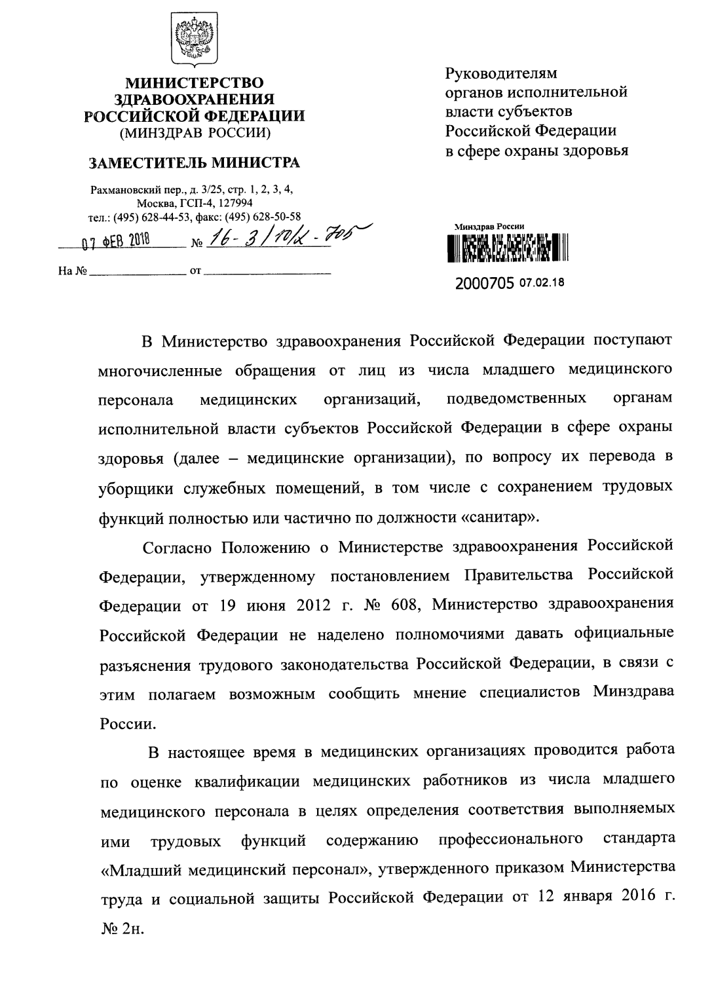 МИНИСТЕРСТВО
ЗДРАВООХРАНЕНИЯ
РОССИЙСКОЙ ФЕДЕРАЦИИ
(МИНЗДРАВ РОССИИ)
ЗАМЕСТИТЕЛЬ МИНИСТРА
Рахмановский пер., д. 3/25, стр. 1, 2, 3, 4,
Москва, ГСП-4, 127994
тел.: (495) 628-44-53, факс: (495) 628-50-58
07 ФЕВ 2018 № 16-3/10/2-705
На № от
Руководителям
органов исполнительной
власти субъектов
Российской Федерации
в сфере охраны здоровья
Минздрав России
2000705 07.02.18
В Министерство здравоохранения Российской Федерации поступают
многочисленные обращения от лиц из числа младшего медицинского
персонала медицинских организаций, подведомственных органам
исполнительной власти субъектов Российской Федерации в сфере охраны
здоровья (далее – медицинские организации), по вопросу их перевода в
уборщики служебных помещений, в том числе с сохранением трудовых
функций полностью или частично по должности «санитар».
Согласно Положению о Министерстве здравоохранения Российской
Федерации, утвержденному постановлением Правительства Российской
Федерации от 19 июня 2012 г. № 608, Министерство здравоохранения
Российской Федерации не наделено полномочиями давать официальные
разъяснения трудового законодательства Российской Федерации, в связи с
этим полагаем возможным сообщить мнение специалистов Минздрава
России.
В настоящее время в медицинских организациях проводится работа
по оценке квалификации медицинских работников из числа младшего
медицинского персонала в целях определения соответствия выполняемых
ими трудовых функций содержанию профессионального стандарта
«Младший медицинский персонал», утвержденного приказом Министерства
труда и социальной защиты Российской Федерации от 12 января 2016 г.
№ 2н.